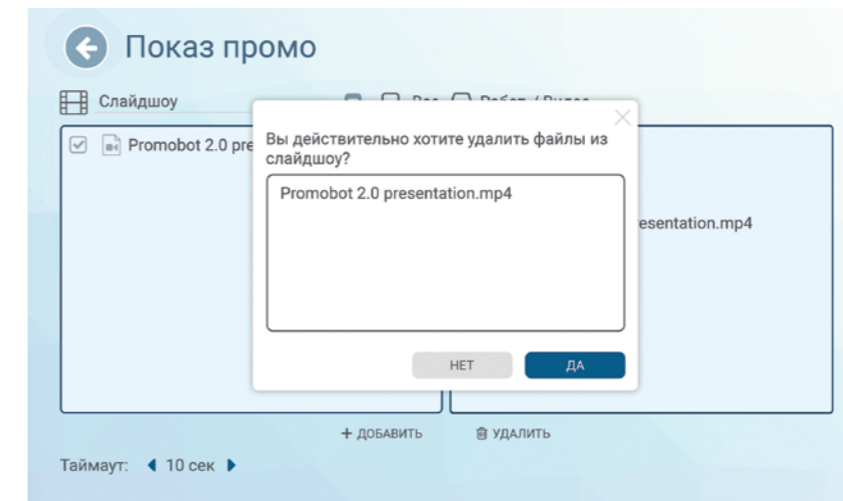 Показ промо
Слайдшоу
Promobot 2.0 pre
Вы действительно хотите удалить файлы из
слайдшоу?
Promobot 2.0 presentation.mp4
esentation.mp4
НЕТ
ДА
+ ДОБАВИТЬ
УДАЛИТЬ
Таймаут: 10 сек